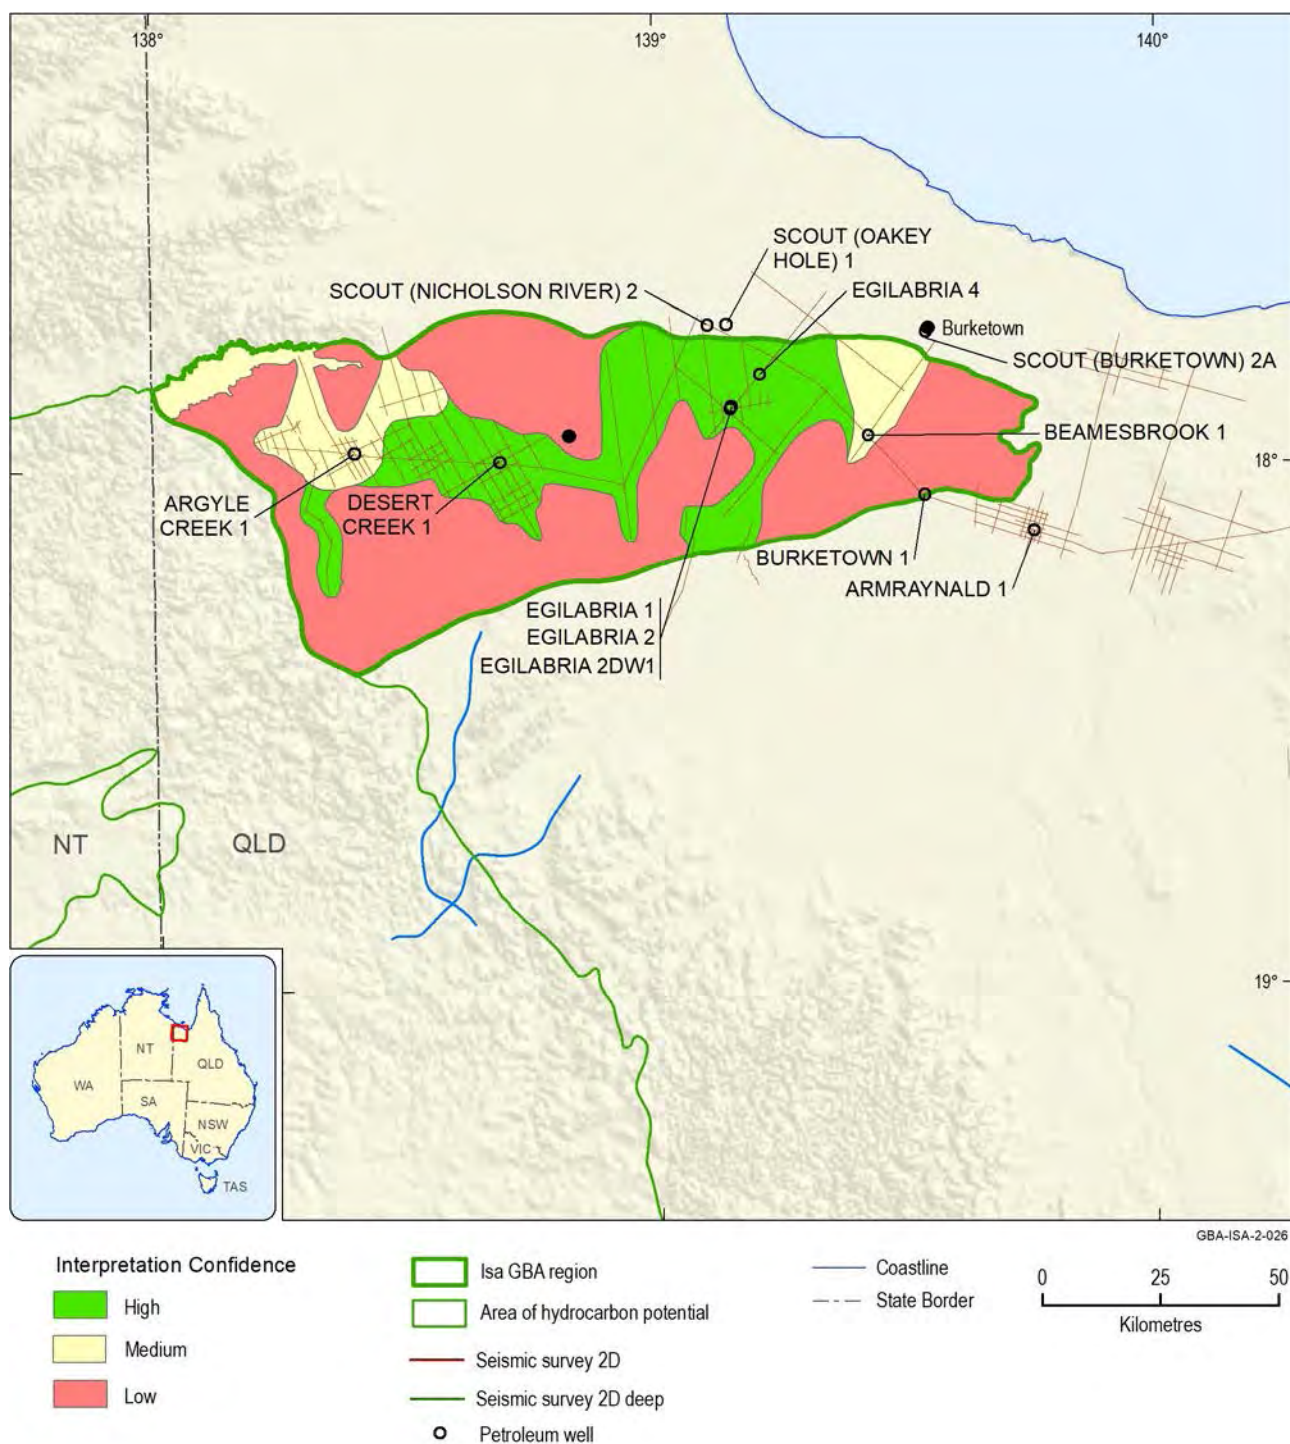 138°
139°
140°
SCOUT (OAKEY
HOLE) 1
SCOUT (NICHOLSON RIVER) 2
EGILABRIA 4
Burketown
SCOUT (BURKETOWN) 2A
BEAMESBROOK 1
18°
ARGYLE
CREEK 1
DESERT
CREEK 1
BURKETOWN 1
ARMRAYNALD 1
EGILABRIA 1
EGILABRIA 2
EGILABRIA 2DW1
NT
QLD
19°
NT
QLD
WA
SA
NSW
VIC
TAS
GBA-ISA-2-026
Interpretation Confidence
High
Medium
Low
Isa GBA region
Area of hydrocarbon potential
Seismic survey 2D
Seismic survey 2D deep
Petroleum well
Coastline
State Border
0
25
50
Kilometres